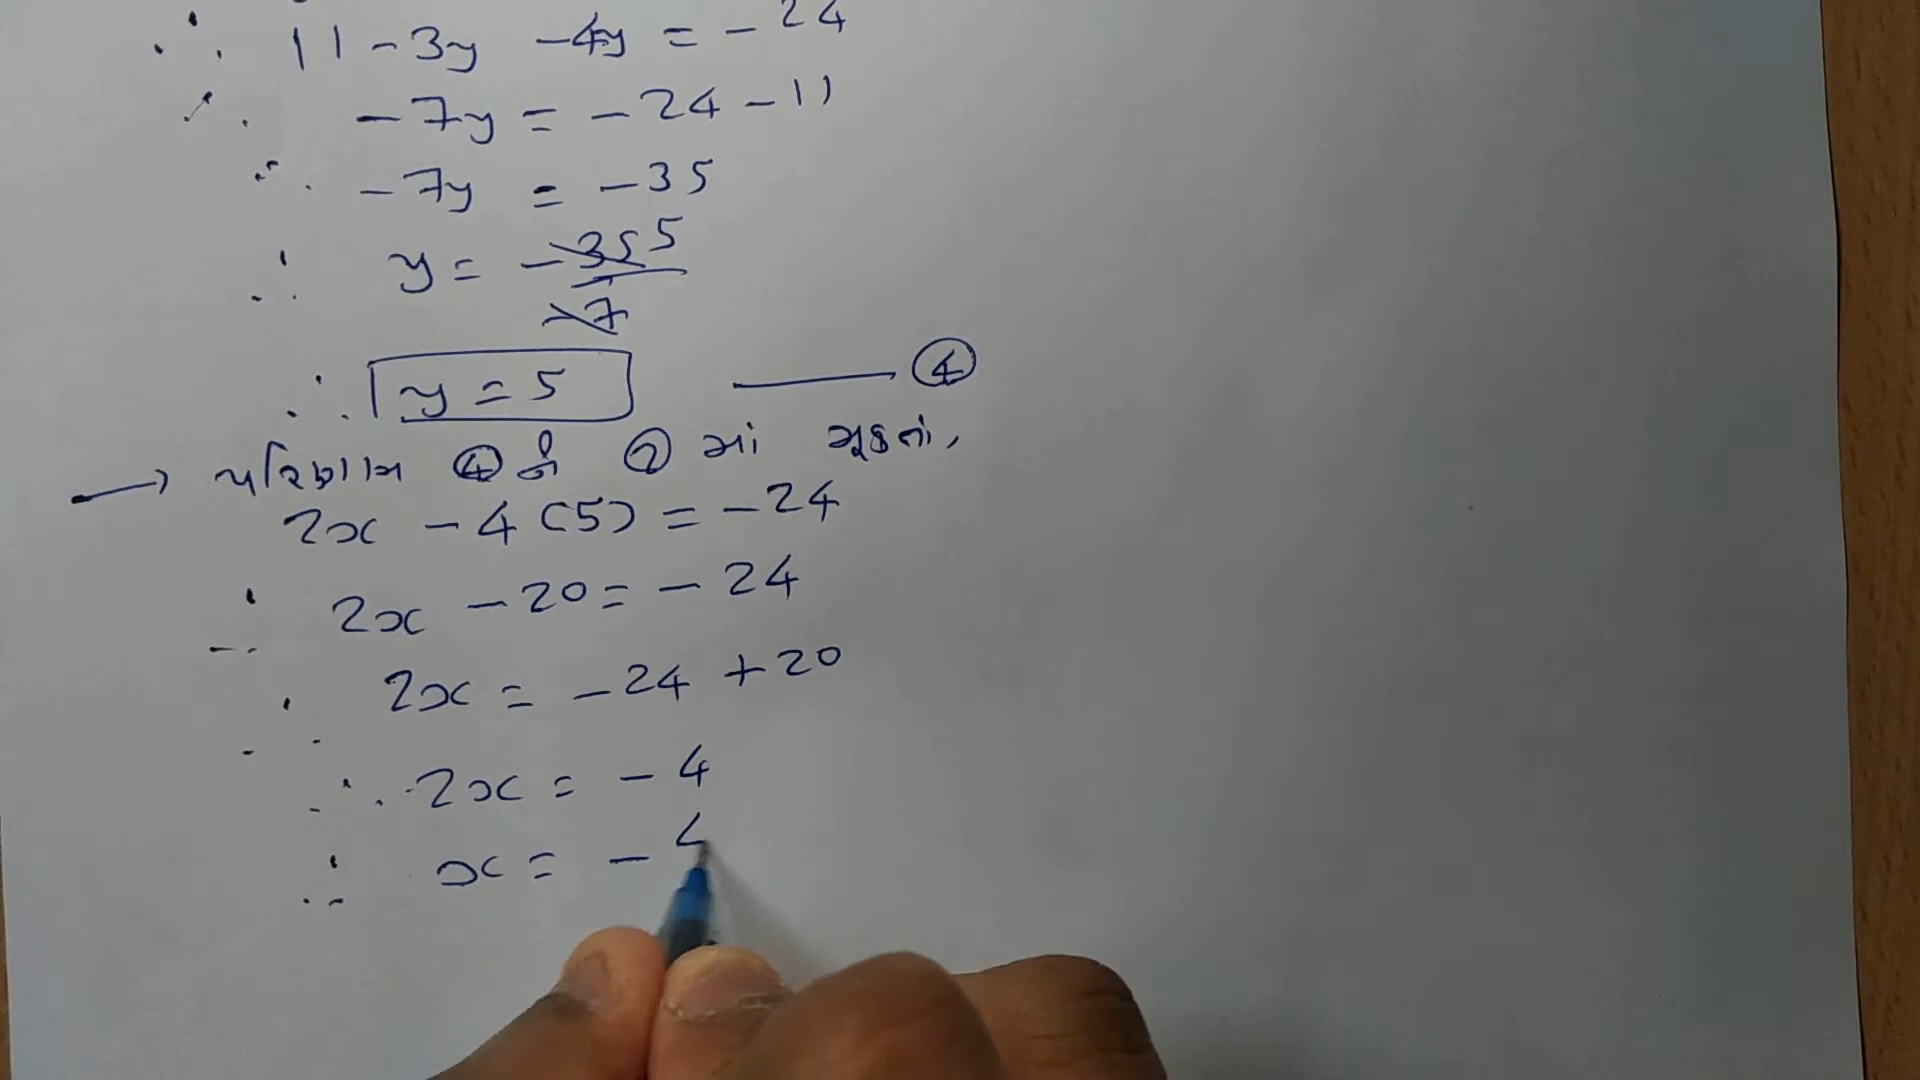 ∴ 11 - 3y - 4y = - 24
∴ - 7y = - 24 - 11
∴ - 7y = - 35
∴ y = - 35 5
- 7
∴ y = 5 ——— ④
→ પરિણામ ④ ને ② માં મૂકતાં,
2x - 4 (5) = - 24
∴ 2x - 20 = - 24
∴ 2x = - 24 + 20
∴ 2x = - 4
∴ x = - 4